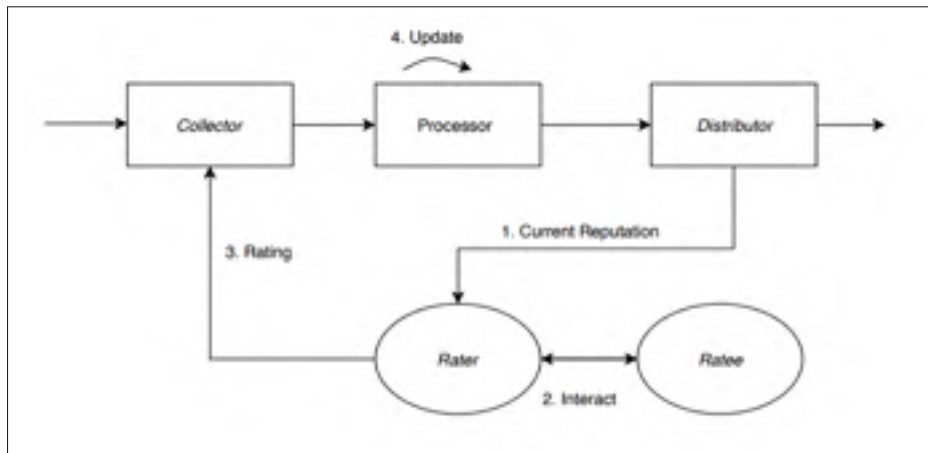 4. Update
Collector
Processor
Distributor
1. Current Reputation
3. Rating
Rater
Ratee
2. Interact